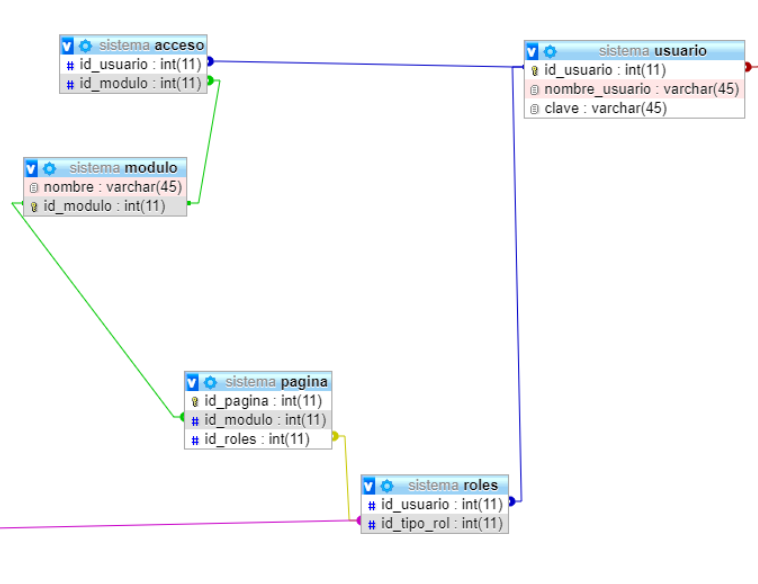 sistema acceso
# id_usuario : int(11)
# id_modulo : int(11)
sistema usuario
id_usuario : int(11)
nombre_usuario : varchar(45)
clave : varchar(45)
sistema modulo
nombre : varchar(45)
id_modulo : int(11)
sistema pagina
id_pagina : int(11)
# id_modulo : int(11)
# id_roles : int(11)
sistema roles
# id_usuario : int(11)
# id_tipo_rol : int(11)